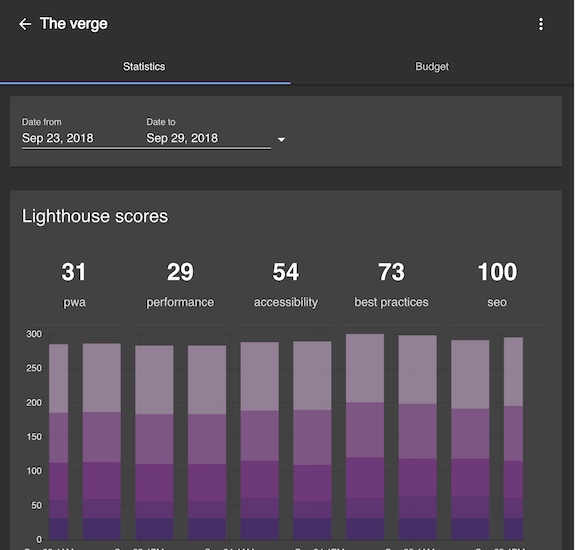 The verge
Statistics Budget
Date from Date to
Sep 23, 2018 Sep 29, 2018
Lighthouse scores
31 29 54 73 100
pwa performance accessibility best practices seo
300
250
200
150
100
50
0